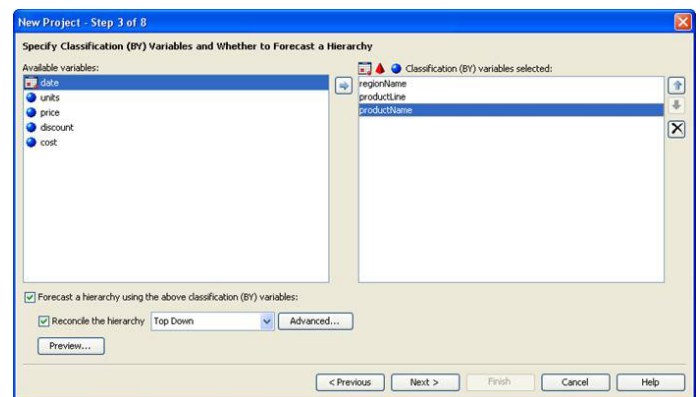 New Project - Step 3 of 8
Specify Classification (BY) Variables and Whether to Forecast a Hierarchy
Available variables:
date
units
price
discount
cost
Classification (BY) variables selected:
regionName
productLine
productName
Forecast a hierarchy using the above classification (BY) variables:
Reconcile the hierarchy Top Down Advanced...
Preview...
< Previous Next > Finish Cancel Help